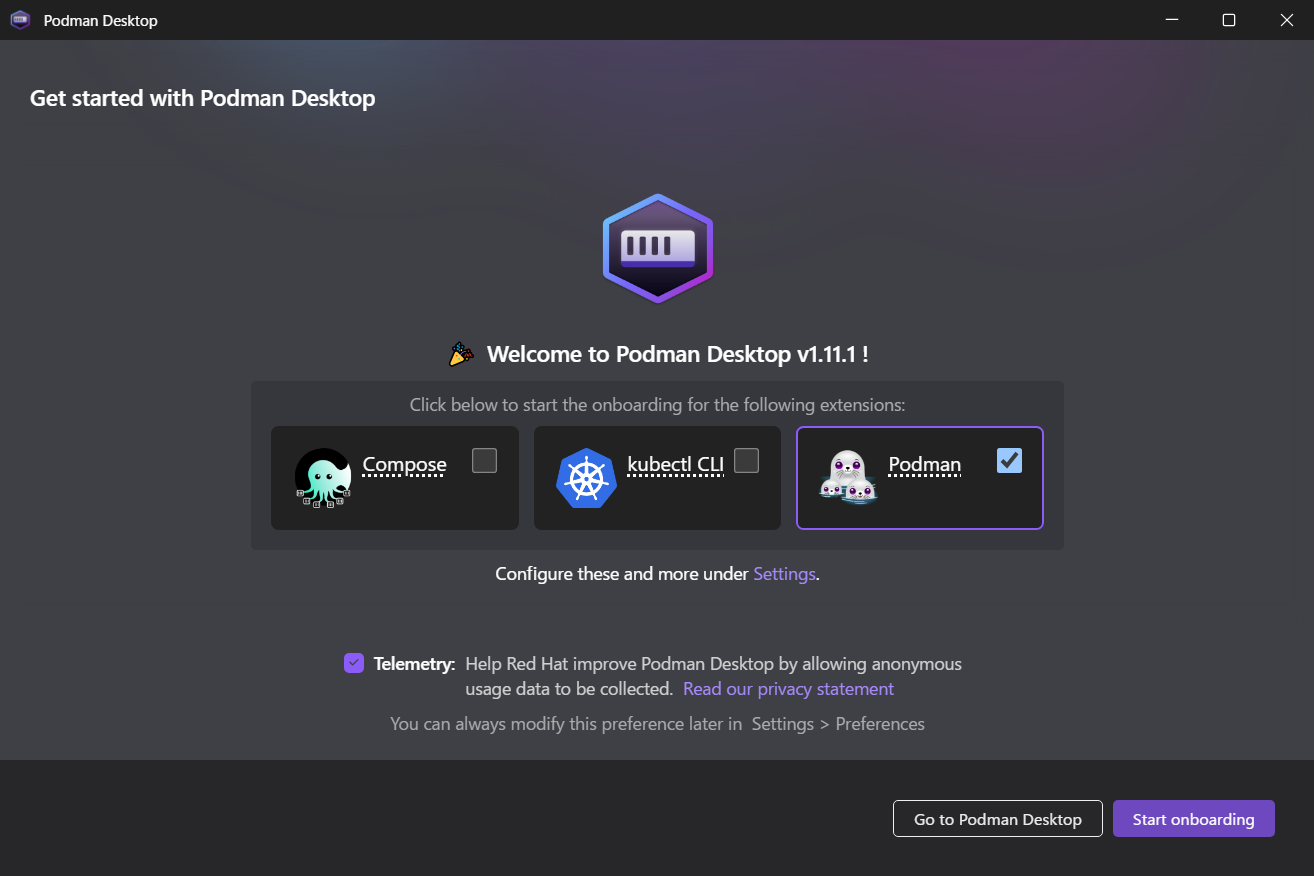 Podman Desktop
Get started with Podman Desktop
Welcome to Podman Desktop v1.11.1 !
Click below to start the onboarding for the following extensions:
Compose
kubectl CLI
Podman
Configure these and more under Settings.
Telemetry: Help Red Hat improve Podman Desktop by allowing anonymous
usage data to be collected. Read our privacy statement
You can always modify this preference later in Settings > Preferences
Go to Podman Desktop
Start onboarding